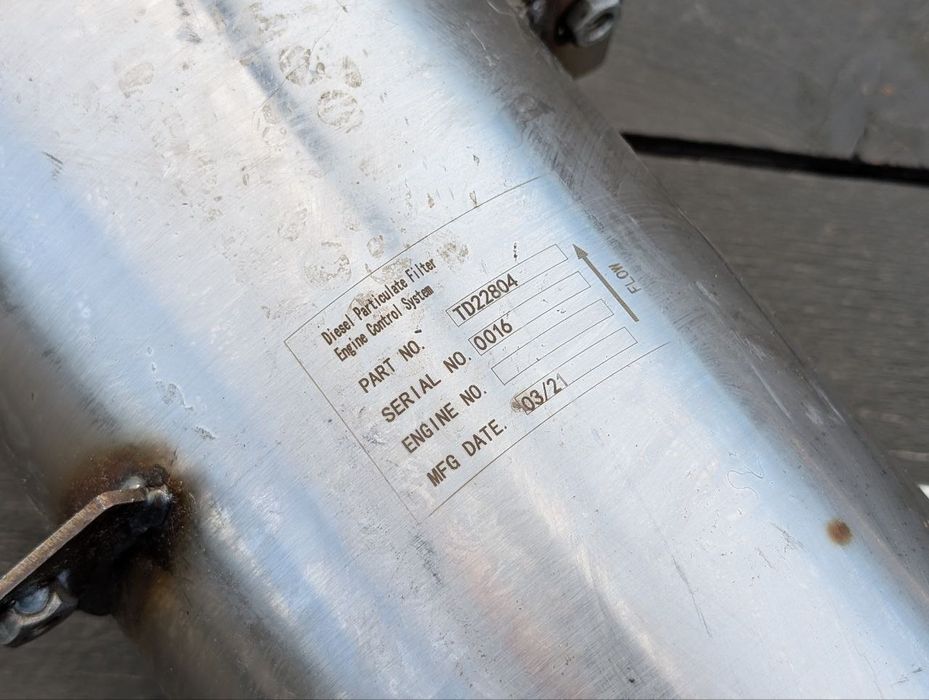 Diesel Particulate Filter
Engine Control System
PART NO. TD22804
SERIAL NO. 0016
ENGINE NO.
MFG DATE. 03/21
FLOW